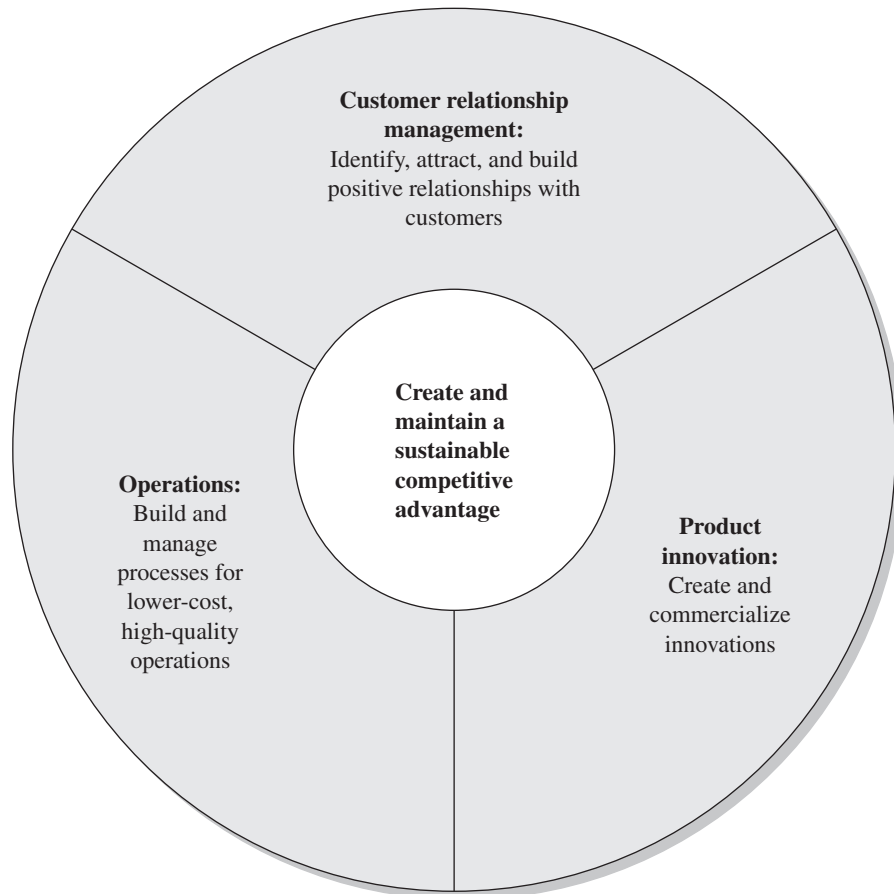 Customer relationship
management:
Identify, attract, and build
positive relationships with
customers
Create and
maintain a
sustainable
competitive
advantage
Operations:
Build and
manage
processes for
lower-cost,
high-quality
operations
Product
innovation:
Create and
commercialize
innovations